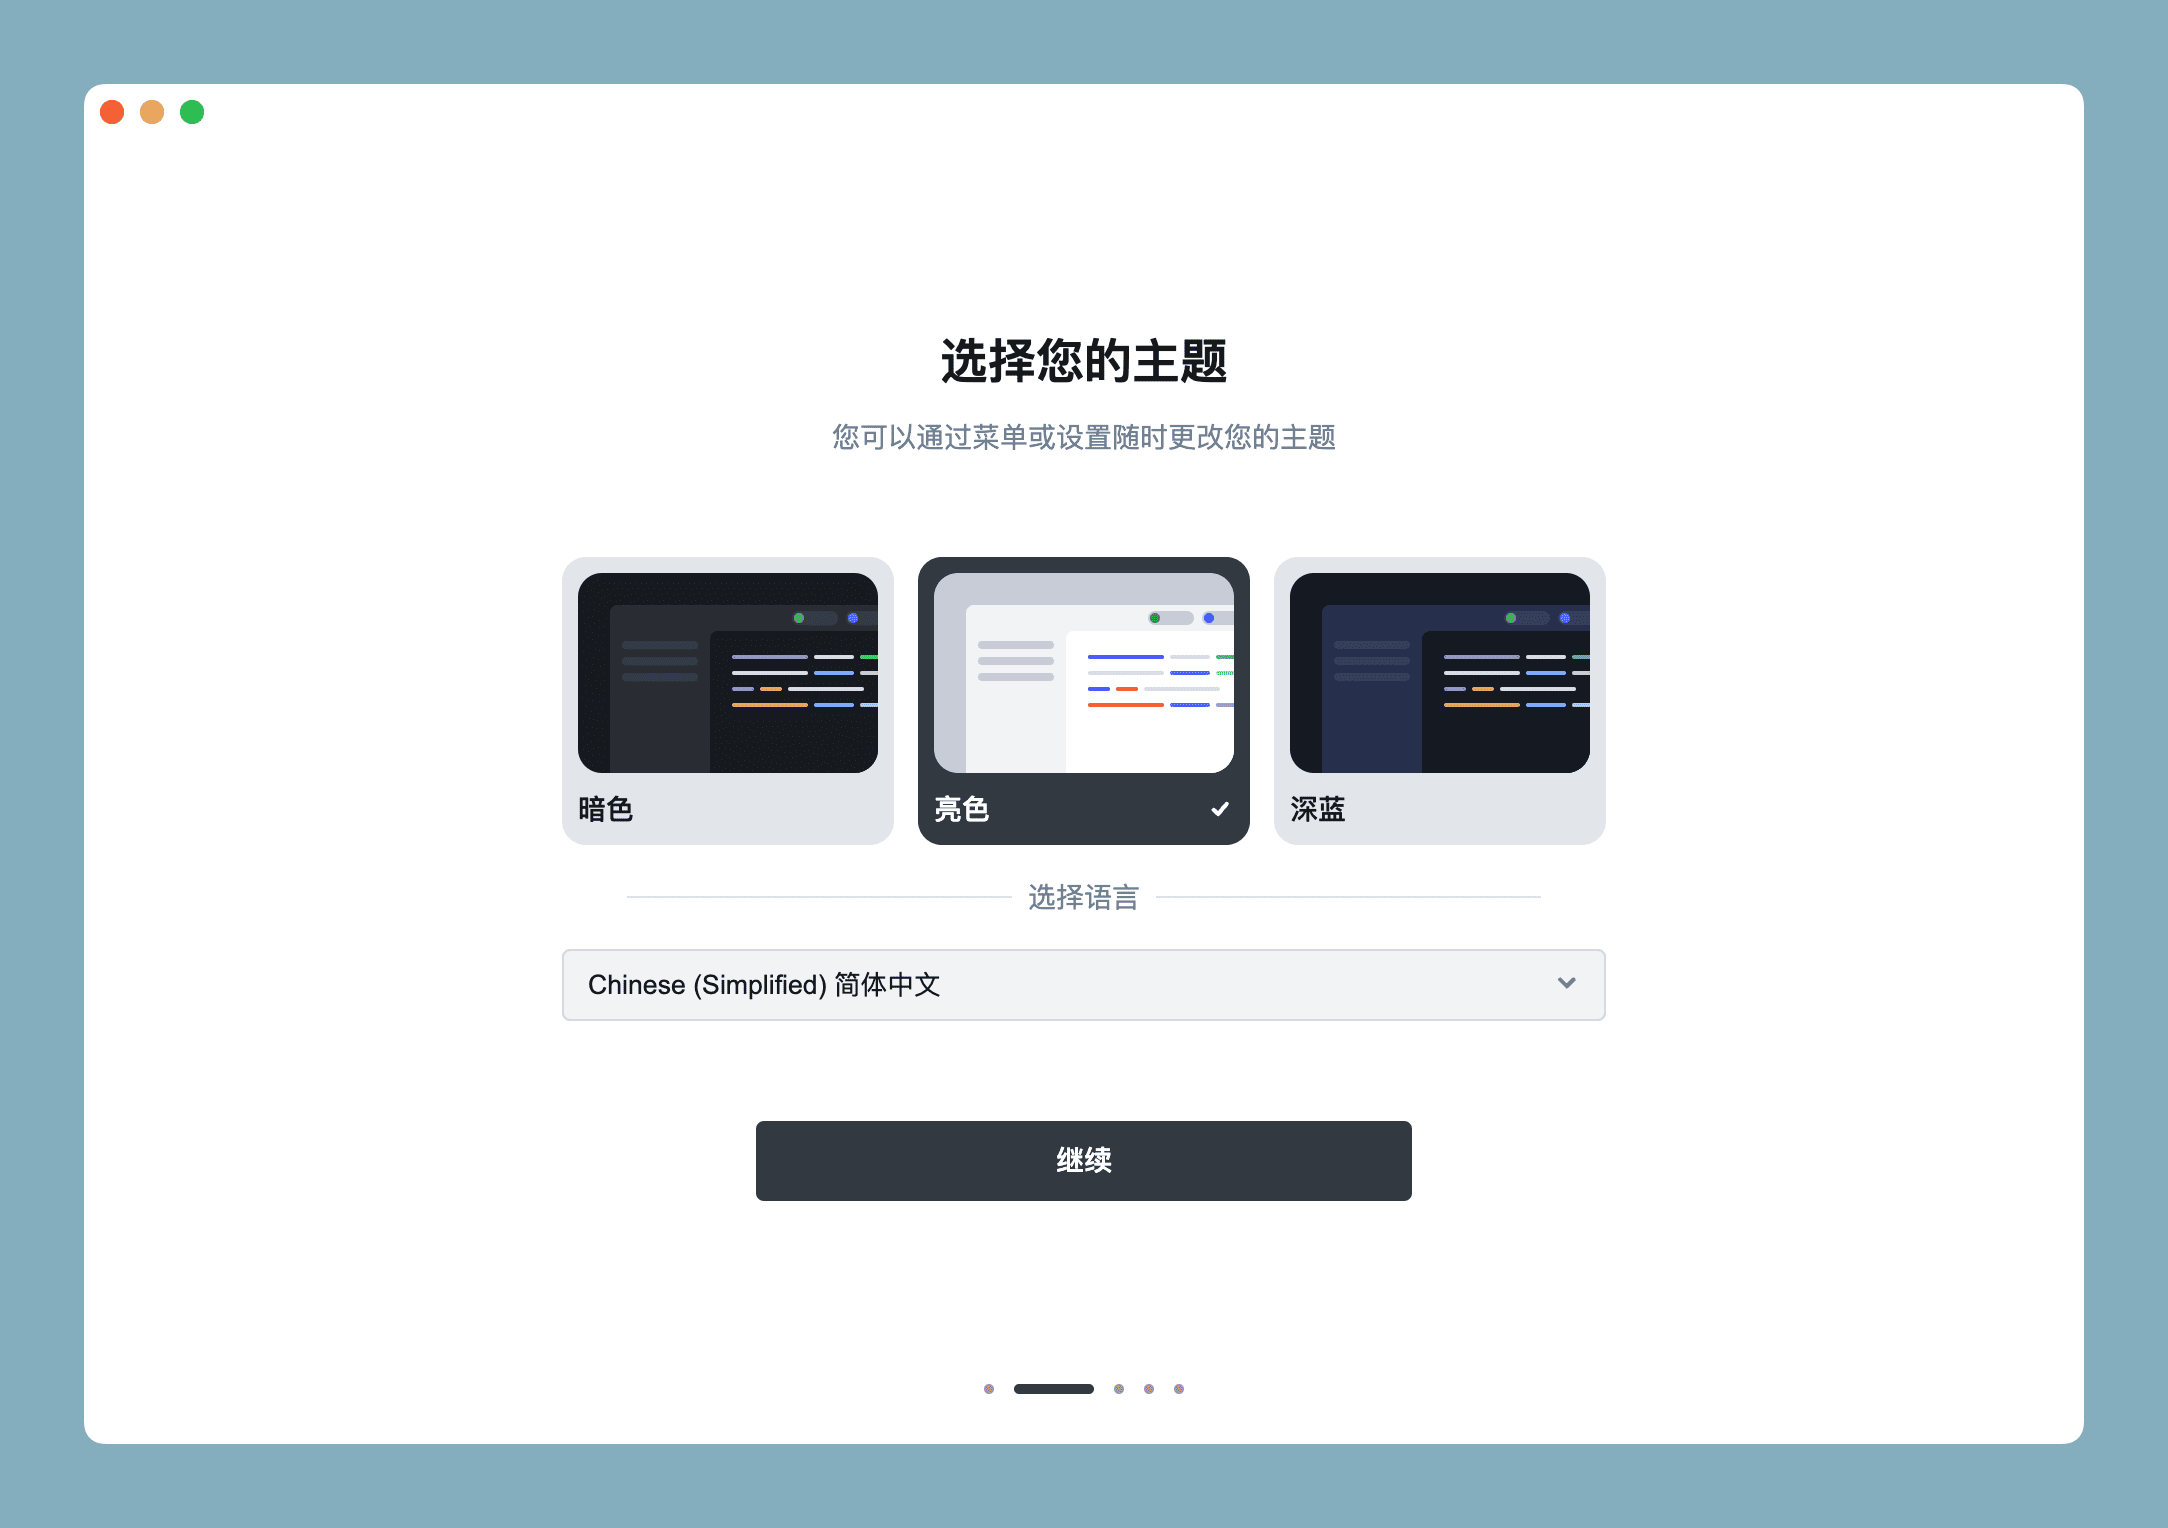 选择您的主题
您可以通过菜单或设置随时更改您的主题
暗色
亮色
深蓝
选择语言
Chinese (Simplified) 简体中文
继续